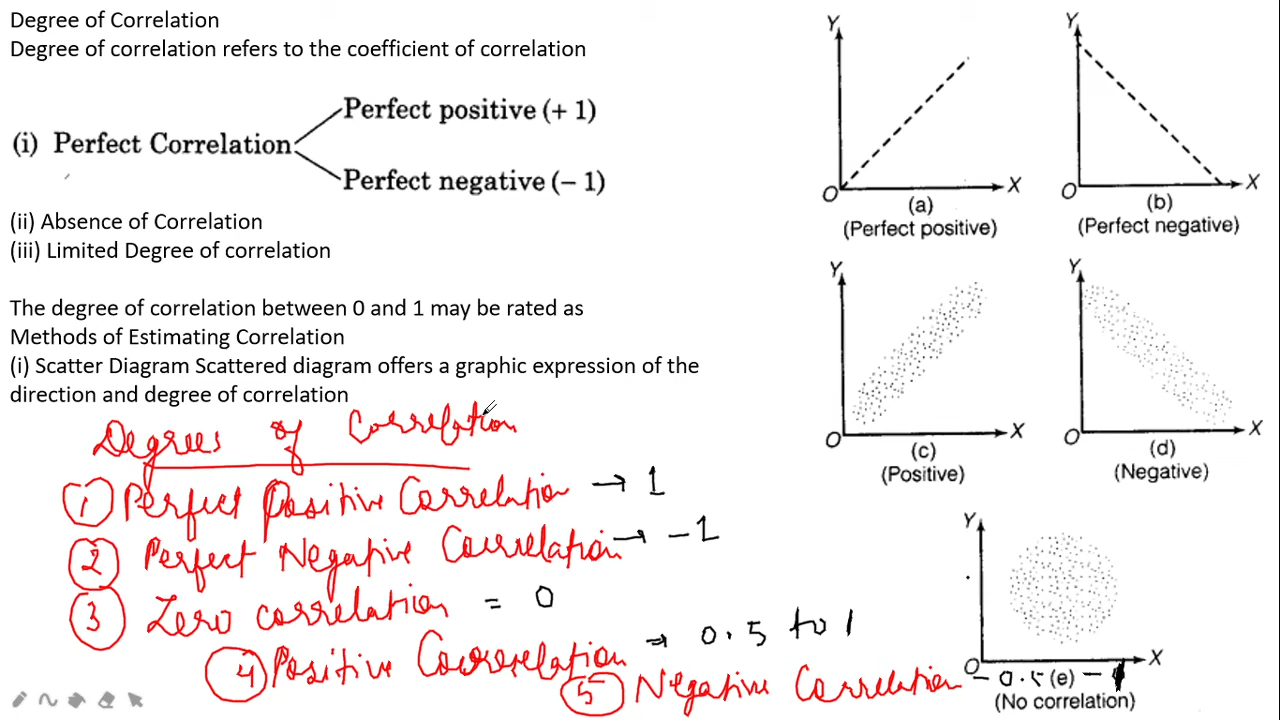 Degree of Correlation
Degree of correlation refers to the coefficient of correlation
Perfect positive (+ 1)
(i) Perfect Correlation
Perfect negative (– 1)
(ii) Absence of Correlation
(iii) Limited Degree of correlation
The degree of correlation between 0 and 1 may be rated as
Methods of Estimating Correlation
(i) Scatter Diagram Scattered diagram offers a graphic expression of the
direction and degree of correlation
Degrees of Correlation
1 Perfect Positive Correlation → 1
2 Perfect Negative Correlation → -1
3 Zero correlation = 0
4 Positive Correlation → 0.5 to 1
5 Negative Correlation - 0.5 -1
Y
O X
(a)
(Perfect positive)
Y
O X
(b)
(Perfect negative)
Y
O X
(c)
(Positive)
Y
O X
(d)
(Negative)
Y
O X
(e)
(No correlation)